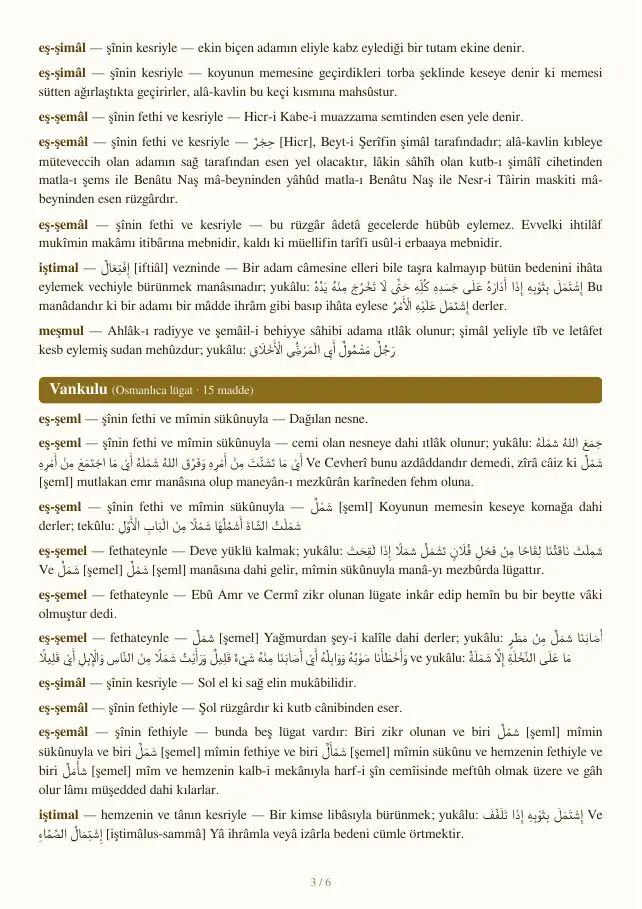 eş-şimâl — şînin kesriyle — ekin biçen adamın eliyle kabz eylediği bir tutam ekine denir.
eş-şimâl — şînin kesriyle — koyunun memesine geçirdikleri torba şeklinde keseye denir ki memesi
sütten ağırlaştıkta geçirirler, alâ-kavlin bu keçi kısmına mahsûstur.
eş-şemâl — şînin fethi ve kesriyle — Hicr-i Kabe-i muazzama semtinden esen yele denir.
eş-şemâl — şînin fethi ve kesriyle — حِجْرٌ [Hicr], Beyt-i Şerîfin şimâl tarafındadır; alâ-kavlin kıbleye
müteveccih olan adamın sağ tarafından esen yel olacaktır, lâkin sâhîh olan kutb-ı şimâlî cihetinden
matla-ı şems ile Benâtu Naş mâ-beyninden yâhûd matla-ı Benâtu Naş ile Nesr-i Tâirin maskiti mâ-
beyninden esen rüzgârdır.
eş-şemâl — şînin fethi ve kesriyle — bu rüzgâr âdetâ gecelerde hübûb eylemez. Evvelki ihtilâf
mukîmin makâmı itibârına mebnidir, kaldı ki müellifin tarîfi usûl-i erbaaya mebnidir.
iştimal — إِفْتِعَالٌ [iftiâl] vezninde — Bir adam câmesine elleri bile taşra kalmayıp bütün bedenini ihâta
eylemek vechiyle bürünmek manâsınadır; yukâlu: إِشْتَمَلَ بِثَوْبِهِ إِذَا أَدَارَهُ عَلَى جَسَدِهِ كُلِّهِ حَتَّى لَا تَخْرُجَ مِنْهُ يَدُهُ Bu
manâdandır ki bir adamı bir mâdde ihrâm gibi basıp ihâta eylese إِشْتَمَلَ عَلَيْهِ الْأَمْرُ derler.
meşmul — Ahlâk-ı radiyye ve şemâil-i behiyye sâhibi adama ıtlâk olunur; şimâl yeliyle tîb ve letâfet
kesb eylemiş sudan mehûzdur; yukâlu: رَجُلٌ مَشْمُولٌ أَيِ الْمَرْضِيُّ الْأَخْلَاقِ
Vankulu (Osmanlıca lügat · 15 madde)
eş-şeml — şînin fethi ve mîmin sükûnuyla — Dağılan nesne.
eş-şeml — şînin fethi ve mîmin sükûnuyla — cemi olan nesneye dahi ıtlâk olunur; yukâlu: جَمَعَ اللهُ شَمْلَهُ
أَيْ مَا تَشَتَّتَ مِنْ أَمْرِهِ وَفَرَّقَ اللهُ شَمْلَهُ أَيْ مَا اجْتَمَعَ مِنْ أَمْرِهِ Ve Cevherî bunu azdâddandır demedi, zîrâ câiz ki شَمْلٌ
[şeml] mutlakan emr manâsına olup maneyân-ı mezkûrân karîneden fehm oluna.
eş-şeml — şînin fethi ve mîmin sükûnuyla — شَمْلٌ [şeml] Koyunun memesin keseye komağa dahi
derler; tekûlu: شَمَلْتُ الشَّاةَ أَشْمُلُهَا شَمْلًا مِنَ الْبَابِ الْأَوَّلِ
eş-şemel — fethateynle — Deve yüklü kalmak; yukâlu: شَمِلَتْ نَاقَتُنَا لِقَاحًا مِنْ فَحْلِ فُلَانٍ تَشْمَلُ شَمَلًا إِذَا لَقِحَتْ
Ve شَمَلٌ [şemel] شَمْلٌ [şeml] manâsına dahi gelir, mîmin sükûnuyla manâ-yı mezbûrda lügattır.
eş-şemel — fethateynle — Ebû Amr ve Cermî zikr olunan lügate inkâr edip hemîn bu bir beytte vâki
olmuştur dedi.
eş-şemel — fethateynle — شَمَلٌ [şemel] Yağmurdan şey-i kalîle dahi derler; yukâlu: أَصَابَنَا شَمَلٌ مِنْ مَطَرٍ
وَأَخْطَأَنَا صَوْبُهُ وَوَابِلُهُ أَيْ أَصَابَنَا مِنْهُ شَيْءٌ قَلِيلٌ وَرَأَيْتُ شَمَلًا مِنَ النَّاسِ وَالْإِبِلِ أَيْ قَلِيلًا ve yukâlu: مَا عَلَى النَّخْلَةِ إِلَّا شَمَلَةٌ
eş-şimâl — şînin kesriyle — Sol el ki sağ elin mukâbilidir.
eş-şemâl — şînin fethiyle — Şol rüzgârdır ki kutb cânibinden eser.
eş-şemâl — şînin fethiyle — bunda beş lügat vardır: Biri zikr olunan ve biri شَمْلٌ [şeml] mîmin
sükûnuyla ve biri شَمَلٌ [şemel] mîmin fethiye ve biri شَمْأَلٌ [şemel] mîmin sükûnu ve hemzenin fethiyle ve
biri شَأْمَلٌ [şemel] mîm ve hemzenin kalb-i mekânıyla harf-i şîn cemîisinde meftûh olmak üzere ve gâh
olur lâmı müşedded dahi kılarlar.
iştimal — hemzenin ve tânın kesriyle — Bir kimse libâsıyla bürünmek; yukâlu: إِشْتَمَلَ بِثَوْبِهِ إِذَا تَلَفَّفَ Ve
إِشْتِمَالُ الصَّمَّاءِ [iştimâlus-sammâ] Yâ ihrâmla veyâ izârla bedeni cümle örtmektir.
3 / 6